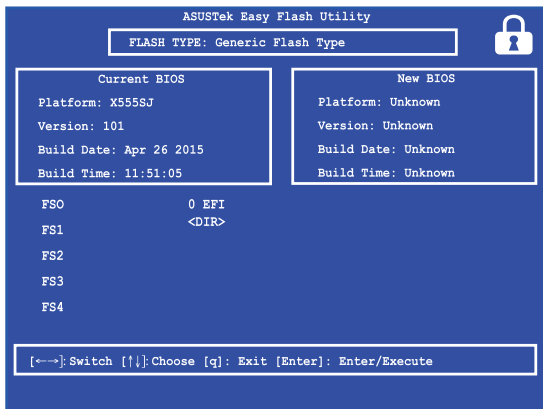 ASUSTek Easy Flash Utility
FLASH TYPE: Generic Flash Type
Current BIOS
Platform: X555SJ
Version: 101
Build Date: Apr 26 2015
Build Time: 11:51:05
New BIOS
Platform: Unknown
Version: Unknown
Build Date: Unknown
Build Time: Unknown
FSO
FS1
FS2
FS3
FS4
0 EFI
<DIR>
[←→]: Switch [↑↓]: Choose [q]: Exit [Enter]: Enter/Execute